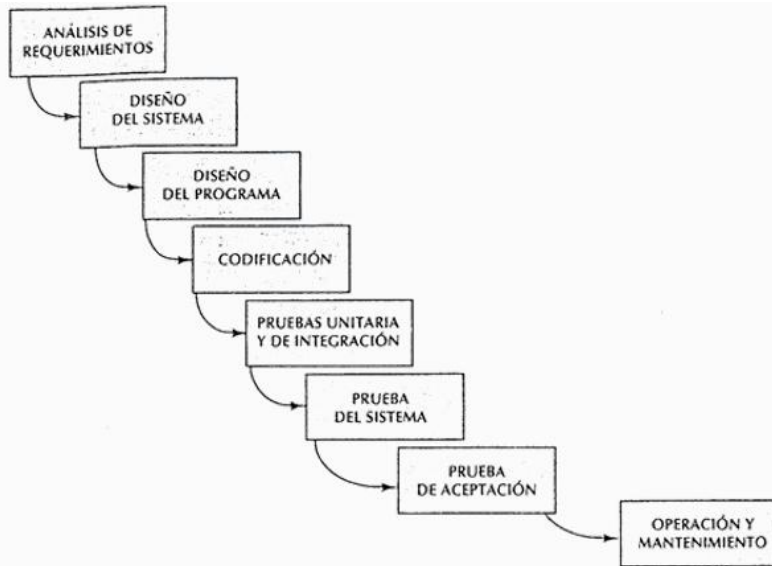 ANÁLISIS DE
REQUERIMIENTOS
DISEÑO
DEL SISTEMA
DISEÑO
DEL PROGRAMA
CODIFICACIÓN
PRUEBAS UNITARIA
Y DE INTEGRACIÓN
PRUEBA
DEL SISTEMA
PRUEBA
DE ACEPTACIÓN
OPERACIÓN Y
MANTENIMIENTO